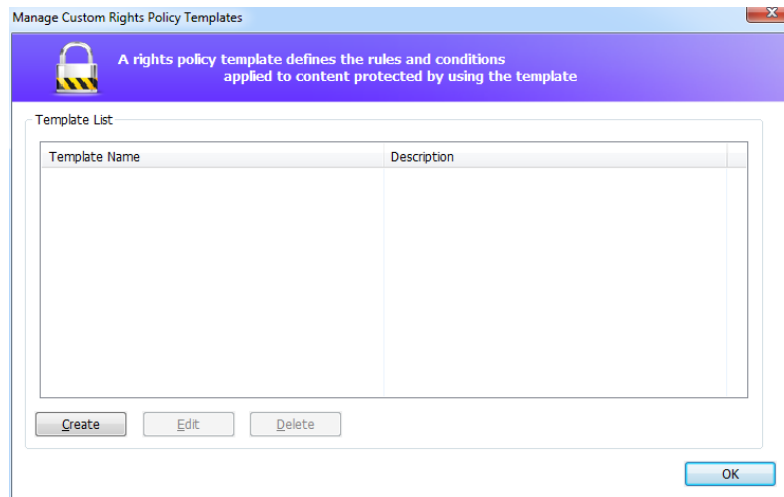 Manage Custom Rights Policy Templates
A rights policy template defines the rules and conditions
applied to content protected by using the template
Template List
Template Name Description
Create Edit Delete
OK